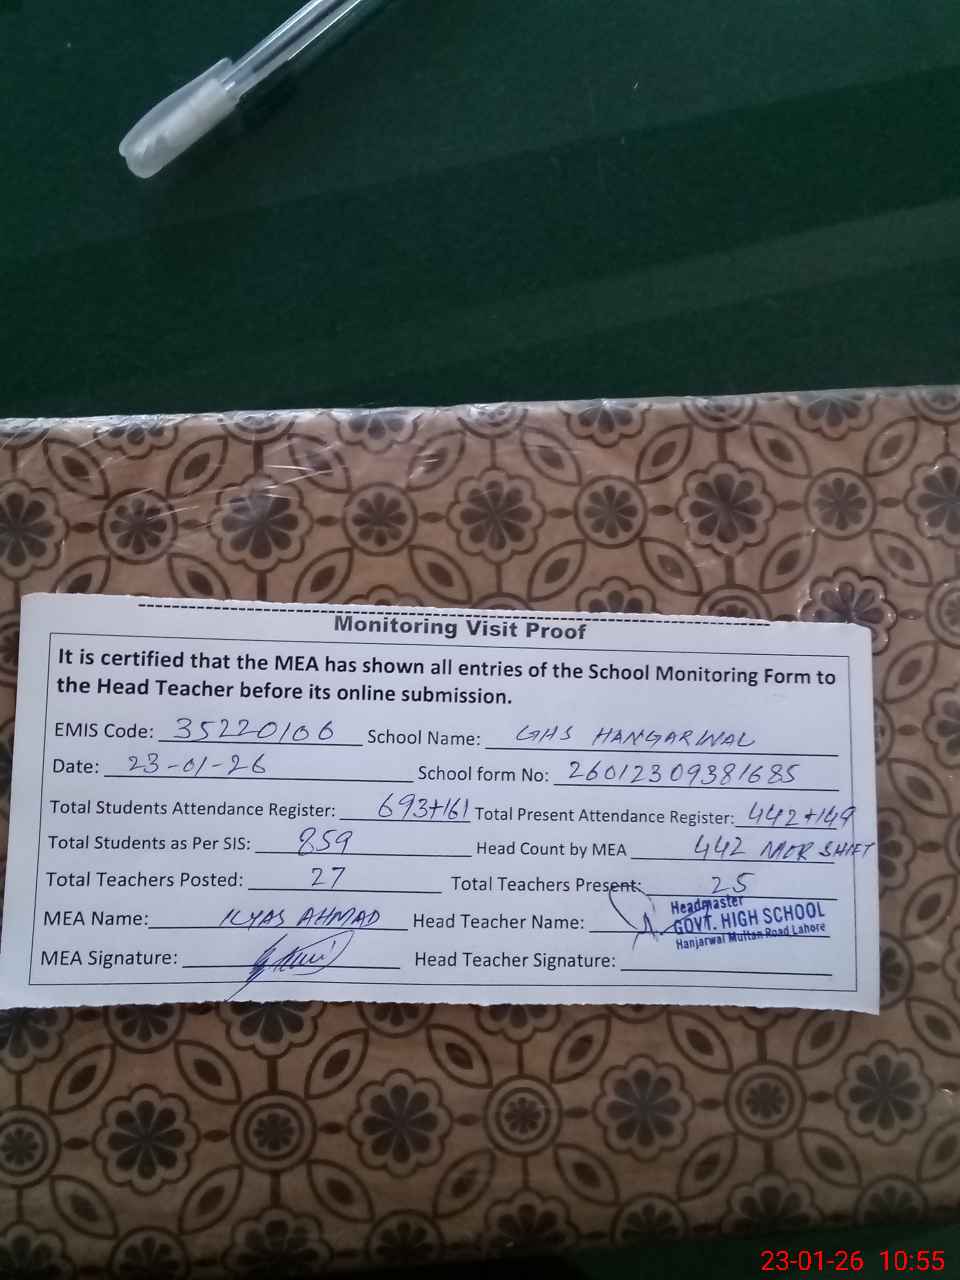 Monitoring Visit Proof
It is certified that the MEA has shown all entries of the School Monitoring Form to
the Head Teacher before its online submission.
EMIS Code: 35220106 School Name: GHS HANGARWAL
Date: 23-01-26 School form No: 26012309381685
Total Students Attendance Register: 693+161 Total Present Attendance Register: 442+149
Total Students as Per SIS: 859 Head Count by MEA 442 MOR SHIFT
Total Teachers Posted: 27 Total Teachers Present: 25
MEA Name: ILYAS AHMAD Head Teacher Name:
Headmaster
GOVT. HIGH SCHOOL
Hanjarwal Multan Road Lahore
MEA Signature: Head Teacher Signature:
23-01-26 10:55